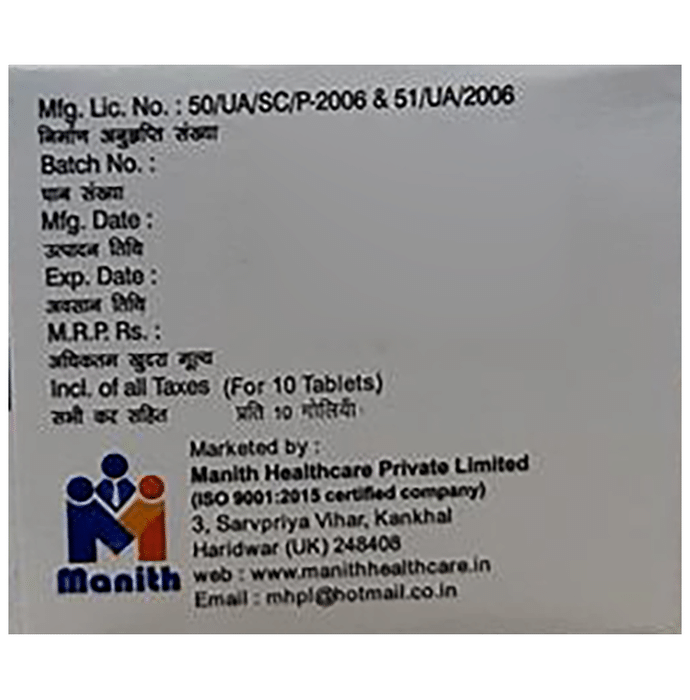 Mfg. Lic. No. : 50/UA/SC/P-2006 & 51/UA/2006
निर्माण अनुज्ञप्ति संख्या
Batch No. :
घान संख्या
Mfg. Date :
उत्पादन तिथि
Exp. Date :
अवसान तिथि
M.R.P. Rs. :
अधिकतम खुदरा मूल्य
Incl. of all Taxes (For 10 Tablets)
सभी कर सहित प्रति 10 गोलियाँ
Marketed by :
Manith Healthcare Private Limited
(ISO 9001:2015 certified company)
3, Sarvpriya Vihar, Kankhal
Haridwar (UK) 248408
web : www.manithhealthcare.in
Email : mhpl@hotmail.co.in
Manith